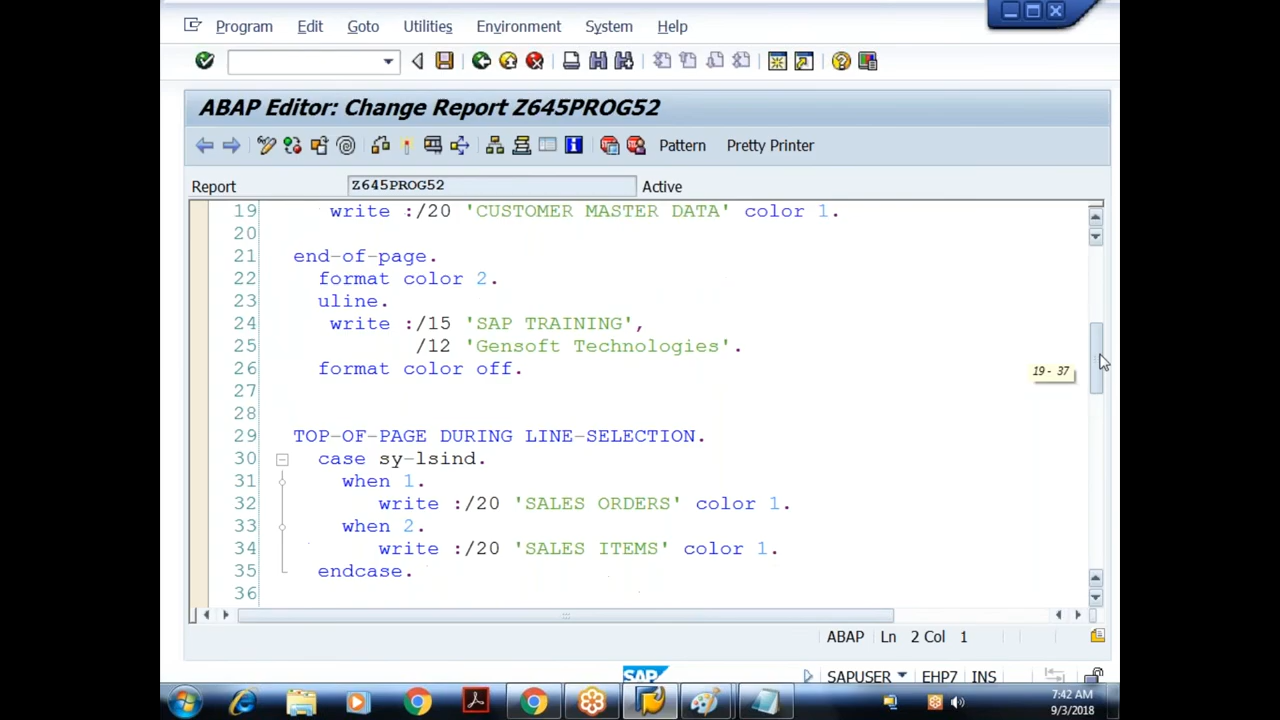 Program Edit Goto Utilities Environment System Help
ABAP Editor: Change Report Z645PROG52
Pattern Pretty Printer
Report Z645PROG52 Active
19 write :/20 'CUSTOMER MASTER DATA' color 1.
20
21 end-of-page.
22 format color 2.
23 uline.
24 write :/15 'SAP TRAINING',
25 /12 'Gensoft Technologies'.
26 format color off.
27
28
29 TOP-OF-PAGE DURING LINE-SELECTION.
30 case sy-lsind.
31 when 1.
32 write :/20 'SALES ORDERS' color 1.
33 when 2.
34 write :/20 'SALES ITEMS' color 1.
35 endcase.
36
19 - 37
ABAP Ln 2 Col 1
SAP SAPUSER EHP7 INS
7:42 AM
9/3/2018